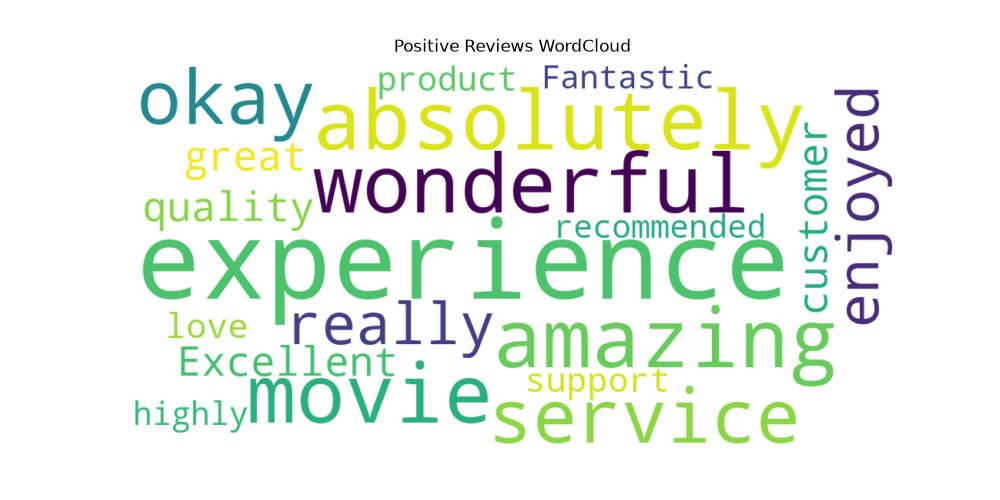 Positive Reviews WordCloud
product Fantastic
okay absolutely
great wonderful
customer
enjoyed
quality recommended
experience
love really amazing
Excellent movie support
highly service